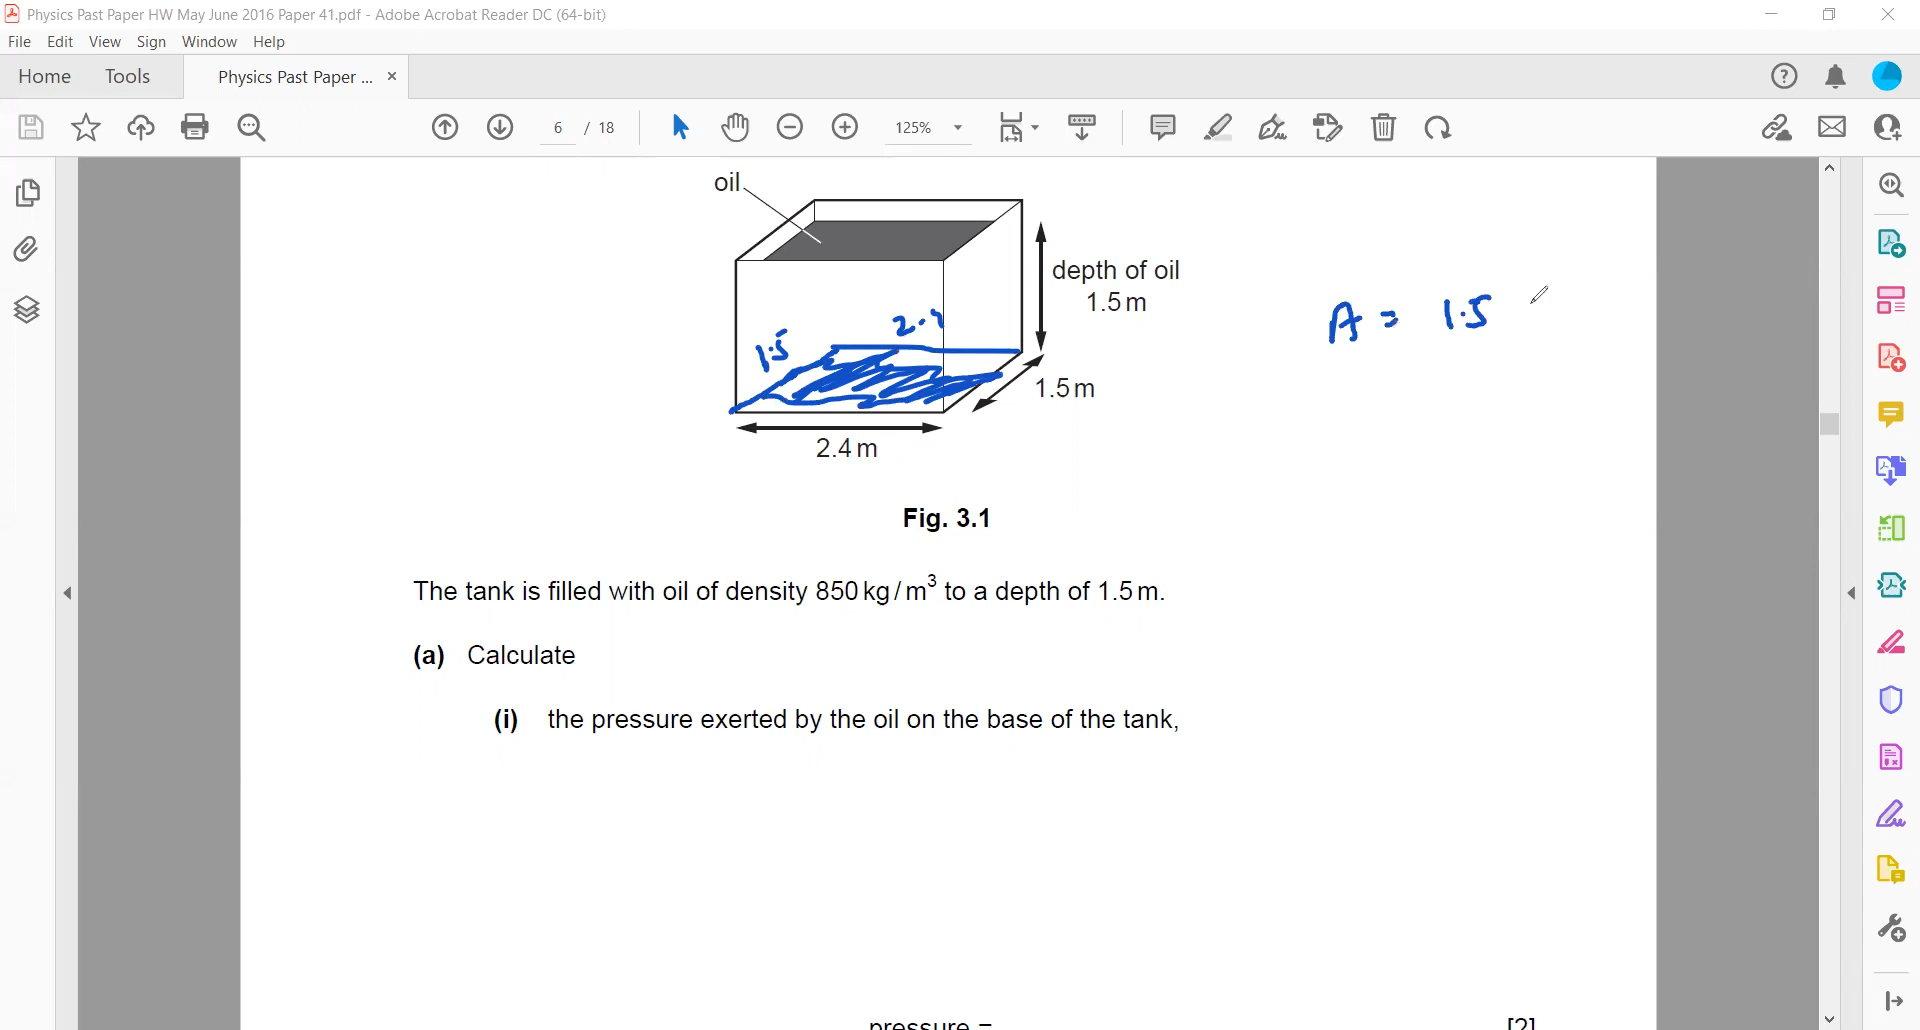 Physics Past Paper HW May June 2016 Paper 41.pdf - Adobe Acrobat Reader DC (64-bit)
File Edit View Sign Window Help
Home Tools Physics Past Paper ... ×
6 / 18 125%
oil
depth of oil
1.5 m
A = 1.5
2.4
1.5
1.5 m
2.4 m
Fig. 3.1
The tank is filled with oil of density 850 kg / m³ to a depth of 1.5 m.
(a) Calculate
(i) the pressure exerted by the oil on the base of the tank,
pressure = [2]